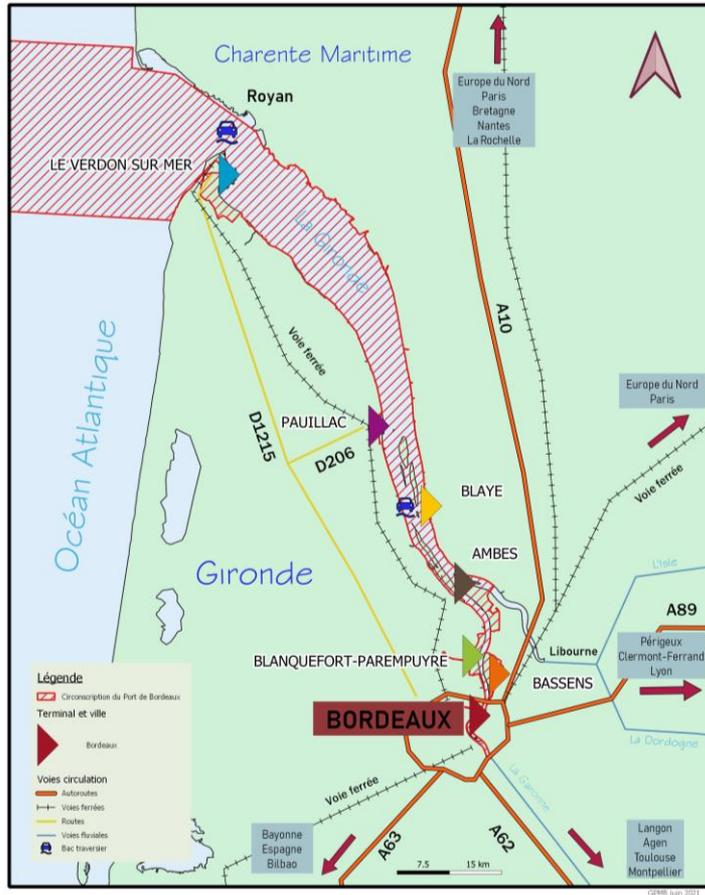 Charente Maritime
Royan
Europe du Nord
Paris
Bretagne
Nantes
La Rochelle
LE VERDON SUR MER
La Gironde
Océan Atlantique
Voie ferrée
A10
Europe du Nord
Paris
PAUILLAC
D1215
D206
Voie ferrée
BLAYE
AMBES
Gironde
L'Isle
A89
Libourne
Périgeux
Clermont-Ferrand
Lyon
BLANQUEFORT-PAREMPUYRE
BASSENS
BORDEAUX
La Dordogne
La Garonne
Voie ferrée
A63
A62
Bayonne
Espagne
Bilbao
Langon
Agen
Toulouse
Montpellier
7.5 15 km
Légende
Circonscription du Port de Bordeaux
Terminal et ville
Bordeaux
Voies circulation
Autoroutes
Voies ferrées
Routes
Voies fluviales
Bac traversier
GPMB Juin 2021